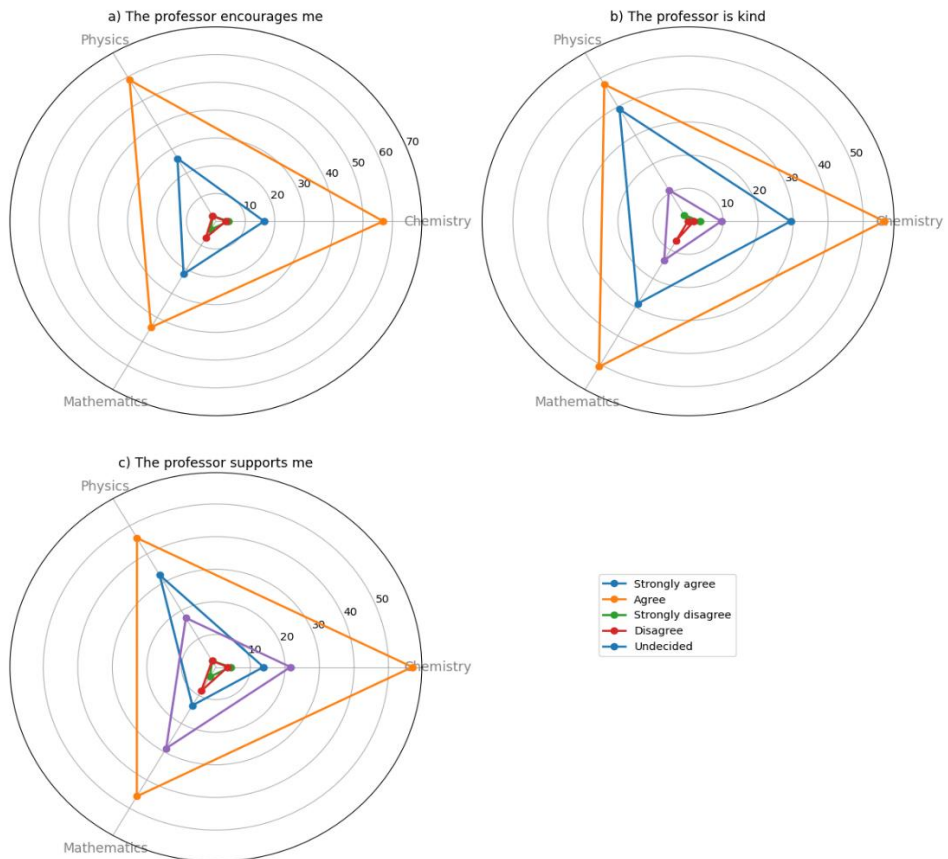 a) The professor encourages me
Physics
10
20
30
40
50
60
70
Chemistry
Mathematics
b) The professor is kind
Physics
10
20
30
40
50
Chemistry
Mathematics
c) The professor supports me
Physics
10
20
30
40
50
Chemistry
Mathematics
Strongly agree
Agree
Strongly disagree
Disagree
Undecided